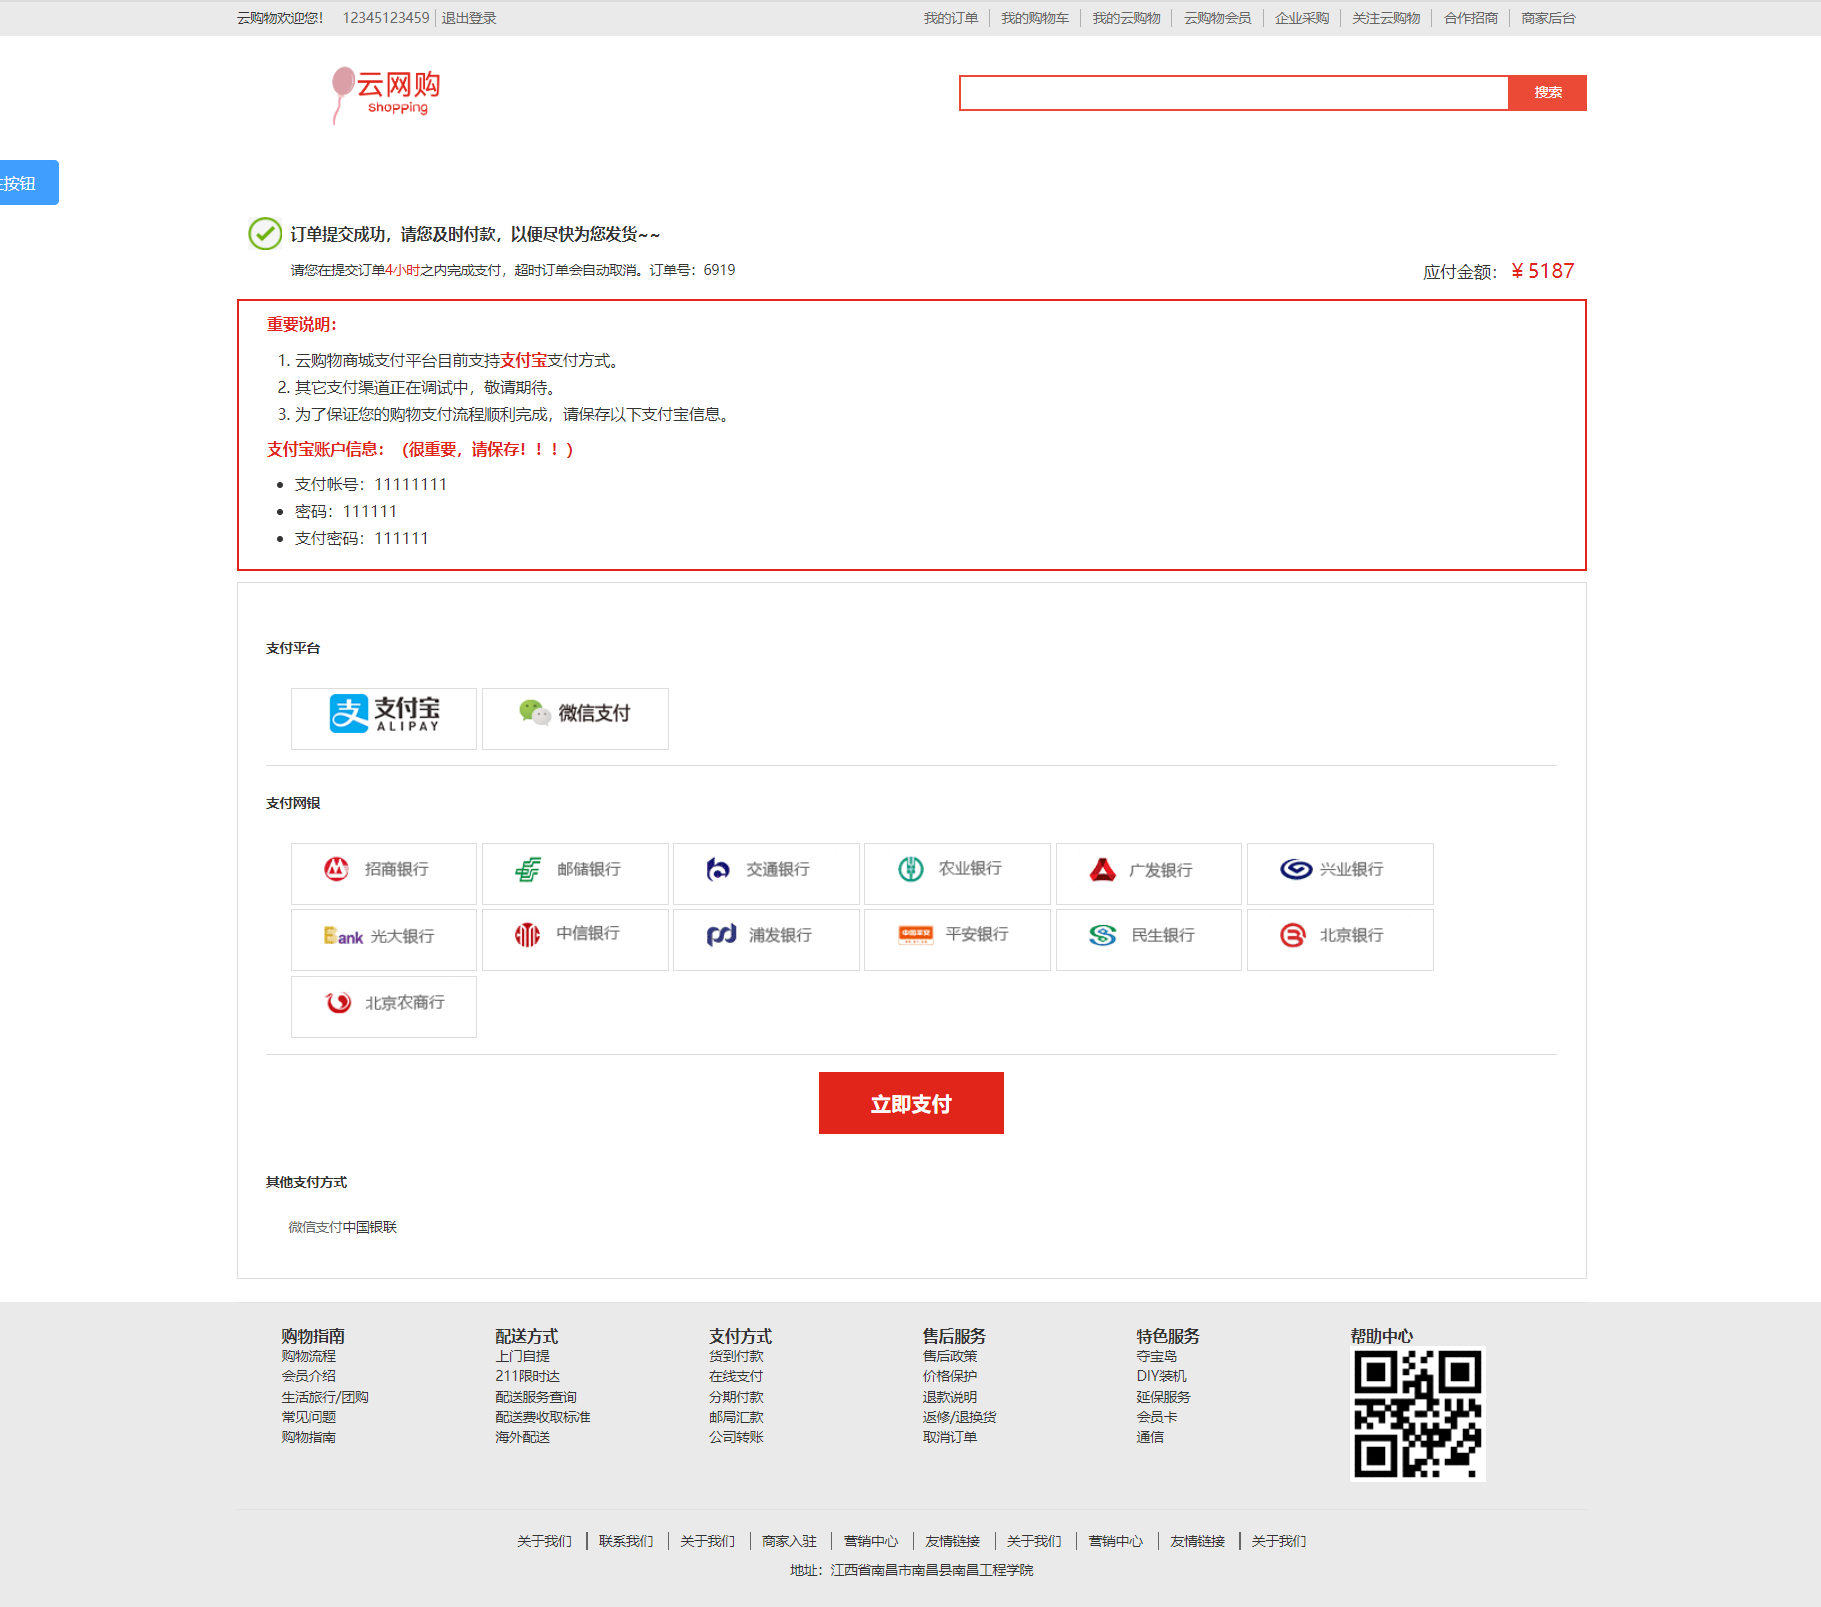 云购物欢迎您! 12345123459 退出登录 我的订单 我的购物车 我的云购物 云购物会员 企业采购 关注云购物 合作招商 商家后台
云网购
shopping
搜索
按钮
订单提交成功，请您及时付款，以便尽快为您发货~~
请您在提交订单4小时之内完成支付，超时订单会自动取消。订单号：6919
应付金额：￥5187
重要说明：
1. 云购物商城支付平台目前支持支付宝支付方式。
2. 其它支付渠道正在调试中，敬请期待。
3. 为了保证您的购物支付流程顺利完成，请保存以下支付宝信息。
支付宝账户信息：（很重要，请保存！！！）
支付帐号：11111111
密码：111111
支付密码：111111
支付平台
支 支付宝 ALIPAY 微信支付
支付网银
招商银行 邮储银行 交通银行 农业银行 广发银行 兴业银行
Bank 光大银行 中信银行 浦发银行 中国平安 平安银行 民生银行 北京银行
北京农商行
立即支付
其他支付方式
微信支付中国银联
购物指南 配送方式 支付方式 售后服务 特色服务 帮助中心
购物流程 上门自提 货到付款 售后政策 夺宝岛
会员介绍 211限时达 在线支付 价格保护 DIY装机
生活旅行/团购 配送服务查询 分期付款 退款说明 延保服务
常见问题 配送费收取标准 邮局汇款 返修/退换货 会员卡
购物指南 海外配送 公司转账 取消订单 通信
关于我们 联系我们 关于我们 商家入驻 营销中心 友情链接 关于我们 营销中心 友情链接 关于我们
地址：江西省南昌市南昌县南昌工程学院